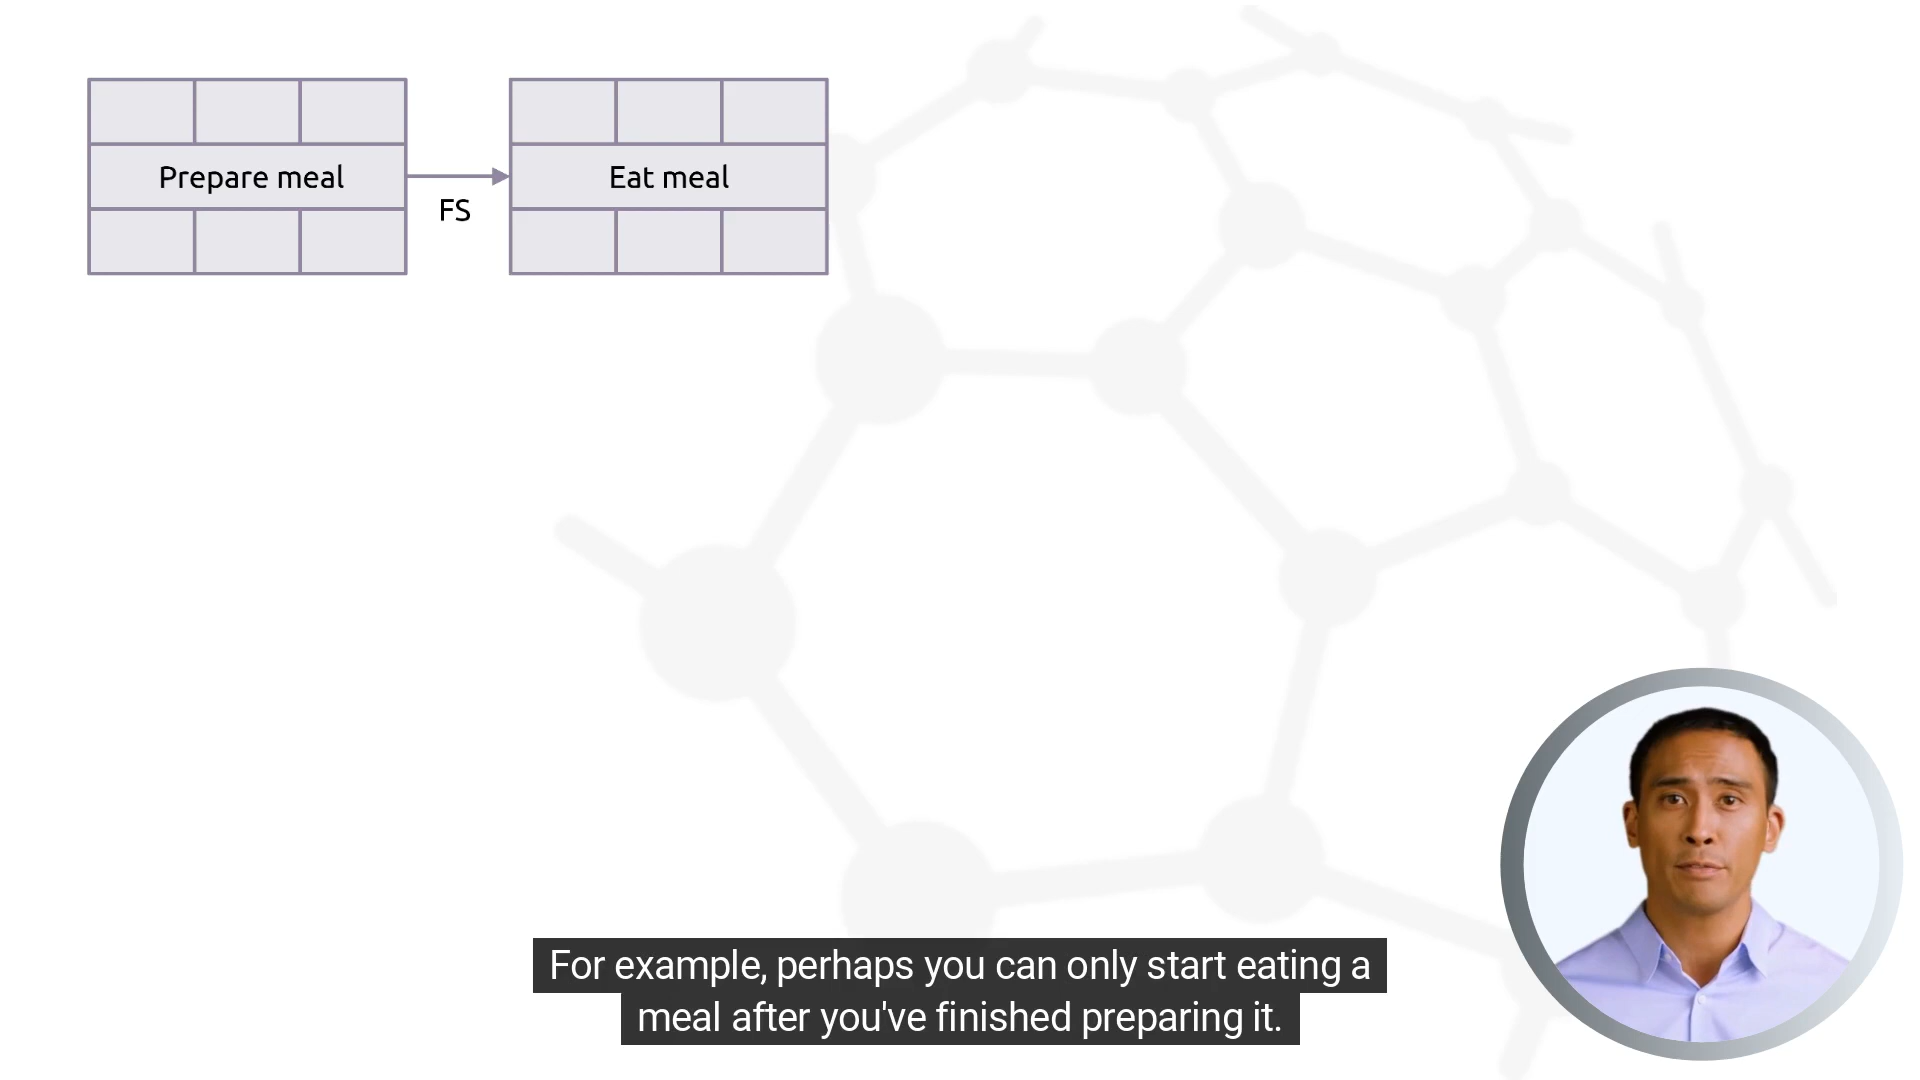 Prepare meal
FS
Eat meal
For example, perhaps you can only start eating a
meal after you've finished preparing it.